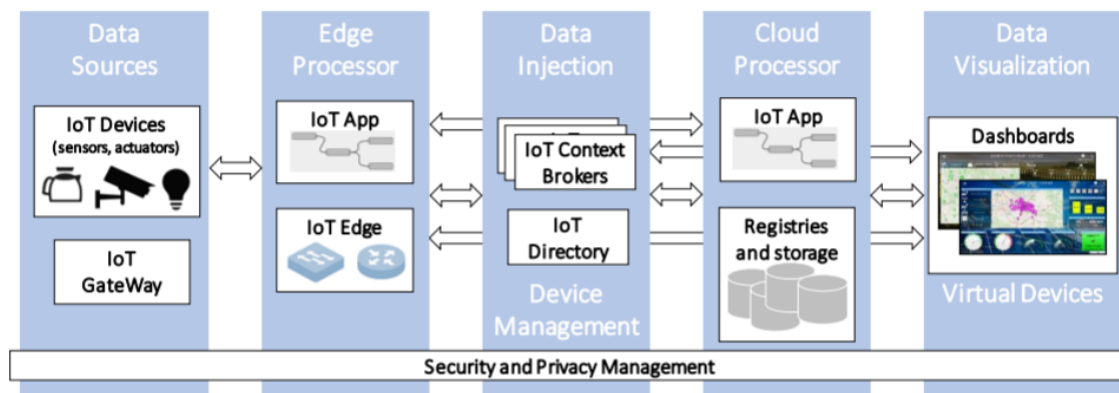 Data
Sources
IoT Devices
(sensors, actuators)
IoT
GateWay
Edge
Processor
IoT App
IoT Edge
Data
Injection
IoT Context
Brokers
IoT
Directory
Device
Management
Cloud
Processor
IoT App
Registries
and storage
Data
Visualization
Dashboards
Virtual Devices
Security and Privacy Management